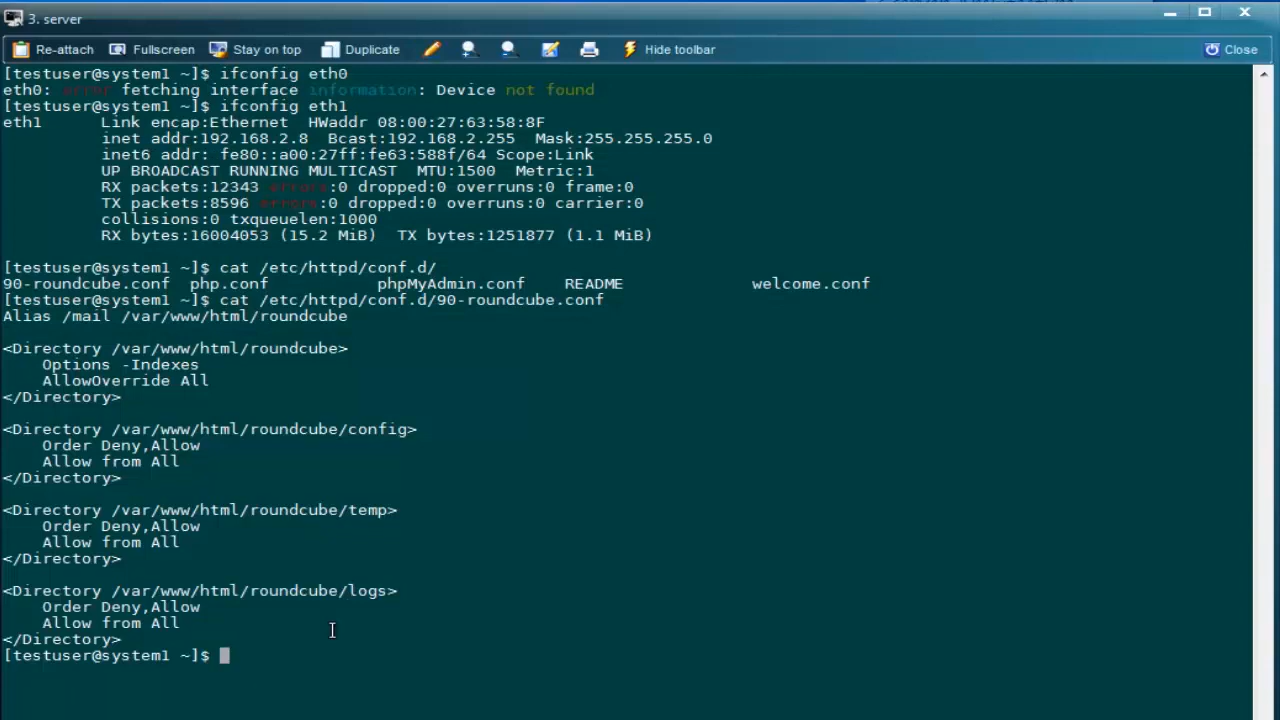 3. server
Re-attach Fullscreen Stay on top Duplicate Hide toolbar Close
[testuser@system1 ~]$ ifconfig eth0
eth0: error fetching interface information: Device not found
[testuser@system1 ~]$ ifconfig eth1
eth1      Link encap:Ethernet  HWaddr 08:00:27:63:58:8F
          inet addr:192.168.2.8  Bcast:192.168.2.255  Mask:255.255.255.0
          inet6 addr: fe80::a00:27ff:fe63:588f/64 Scope:Link
          UP BROADCAST RUNNING MULTICAST  MTU:1500  Metric:1
          RX packets:12343 errors:0 dropped:0 overruns:0 frame:0
          TX packets:8596 errors:0 dropped:0 overruns:0 carrier:0
          collisions:0 txqueuelen:1000
          RX bytes:16004053 (15.2 MiB)  TX bytes:1251877 (1.1 MiB)
[testuser@system1 ~]$ cat /etc/httpd/conf.d/
90-roundcube.conf  php.conf           phpMyAdmin.conf    README             welcome.conf
[testuser@system1 ~]$ cat /etc/httpd/conf.d/90-roundcube.conf
Alias /mail /var/www/html/roundcube
<Directory /var/www/html/roundcube>
    Options -Indexes
    AllowOverride All
</Directory>
<Directory /var/www/html/roundcube/config>
    Order Deny,Allow
    Allow from All
</Directory>
<Directory /var/www/html/roundcube/temp>
    Order Deny,Allow
    Allow from All
</Directory>
<Directory /var/www/html/roundcube/logs>
    Order Deny,Allow
    Allow from All
</Directory>
[testuser@system1 ~]$